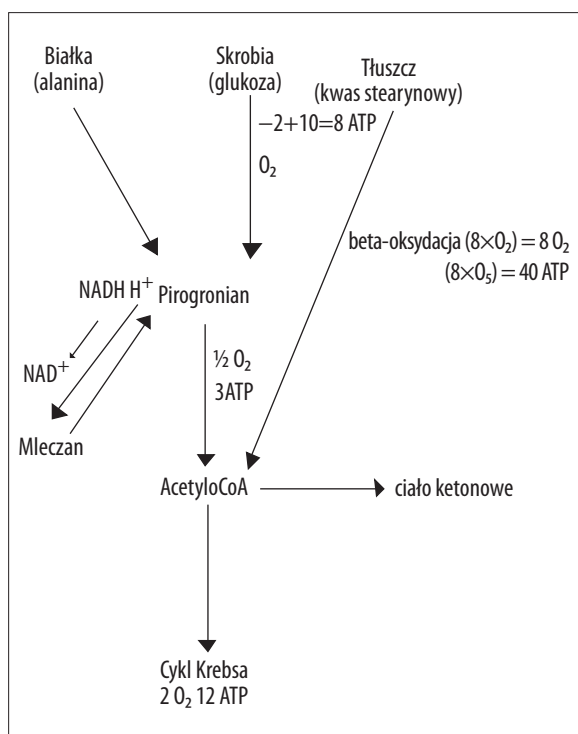 Białka
(alanina)
Skrobia
(glukoza)
Tłuszcz
(kwas stearynowy)
−2+10=8 ATP
O₂
beta-oksydacja (8×O₂) = 8 O₂
(8×O₅) = 40 ATP
NADH H⁺ Pirogronian
NAD⁺
½ O₂
3ATP
Mleczan
AcetyloCoA
ciało ketonowe
Cykl Krebsa
2 O₂ 12 ATP